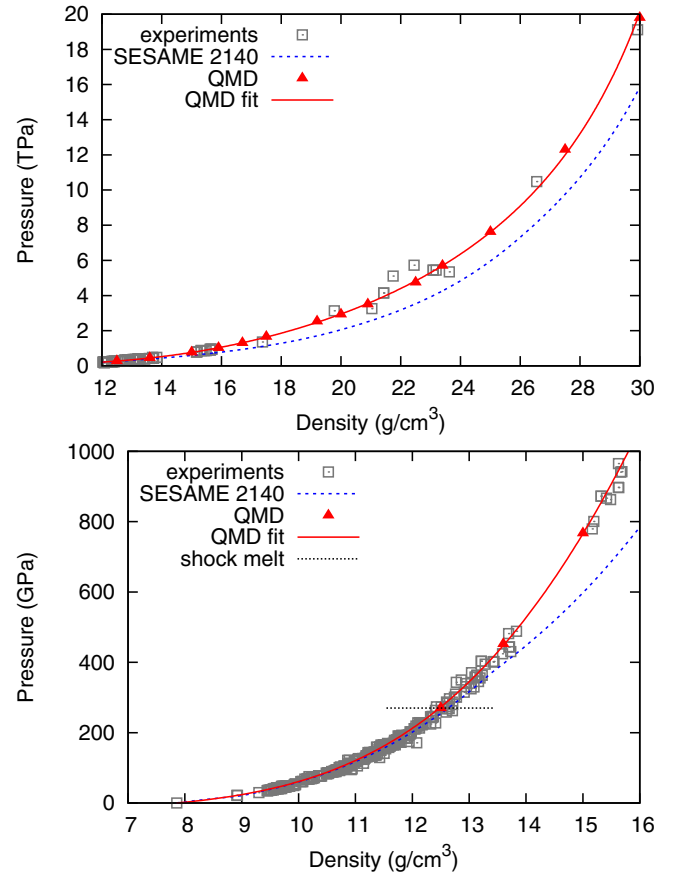 20
18
16
14
12
10
8
6
4
2
0
Pressure (TPa)
experiments
SESAME 2140
QMD
QMD fit
12 14 16 18 20 22 24 26 28 30
Density (g/cm³)
1000
800
600
400
200
0
Pressure (GPa)
experiments
SESAME 2140
QMD
QMD fit
shock melt
7 8 9 10 11 12 13 14 15 16
Density (g/cm³)